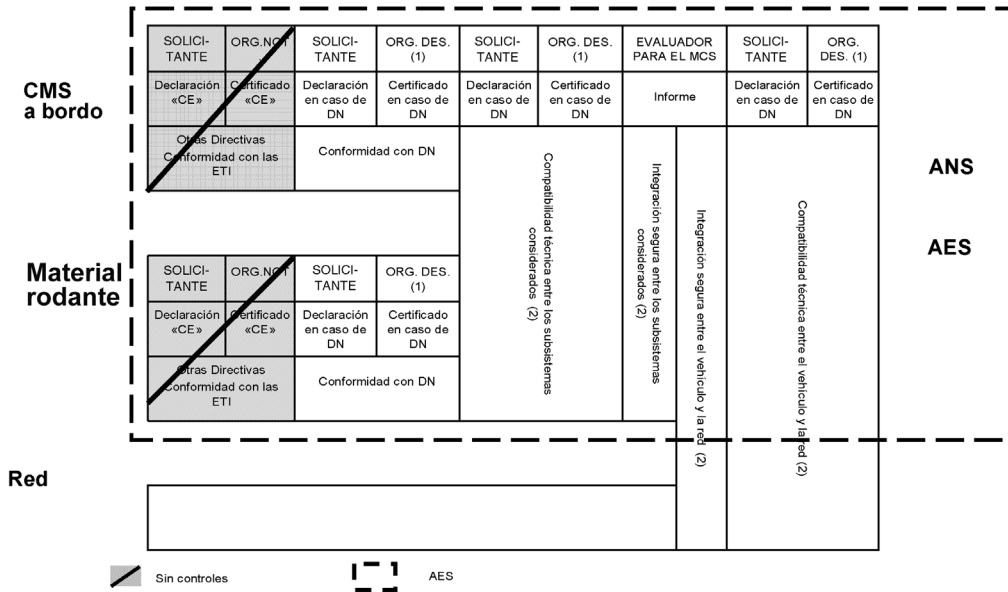 SOLICI-
TANTE
ORG.NOT
SOLICI-
TANTE
ORG. DES.
(1)
SOLICI-
TANTE
ORG. DES.
(1)
EVALUADOR
PARA EL MCS
SOLICI-
TANTE
ORG.
DES. (1)
CMS
a bordo
Declaración
«CE»
Certificado
«CE»
Declaración
en caso de
DN
Certificado
en caso de
DN
Declaración
en caso de
DN
Certificado
en caso de
DN
Informe
Declaración
en caso de
DN
Certificado
en caso de
DN
Otras Directivas
Conformidad con las
ETI
Conformidad con DN
Compatibilidad técnica entre los subsistemas
considerados (2)
Integración segura entre los subsistemas
considerados (2)
Integración segura entre el vehículo y la red (2)
Compatibilidad técnica entre el vehículo y la red (2)
ANS
AES
Material
rodante
SOLICI-
TANTE
ORG.NOT
SOLICI-
TANTE
ORG. DES.
(1)
Declaración
«CE»
Certificado
«CE»
Declaración
en caso de
DN
Certificado
en caso de
DN
Otras Directivas
Conformidad con las
ETI
Conformidad con DN
Red
Sin controles
AES